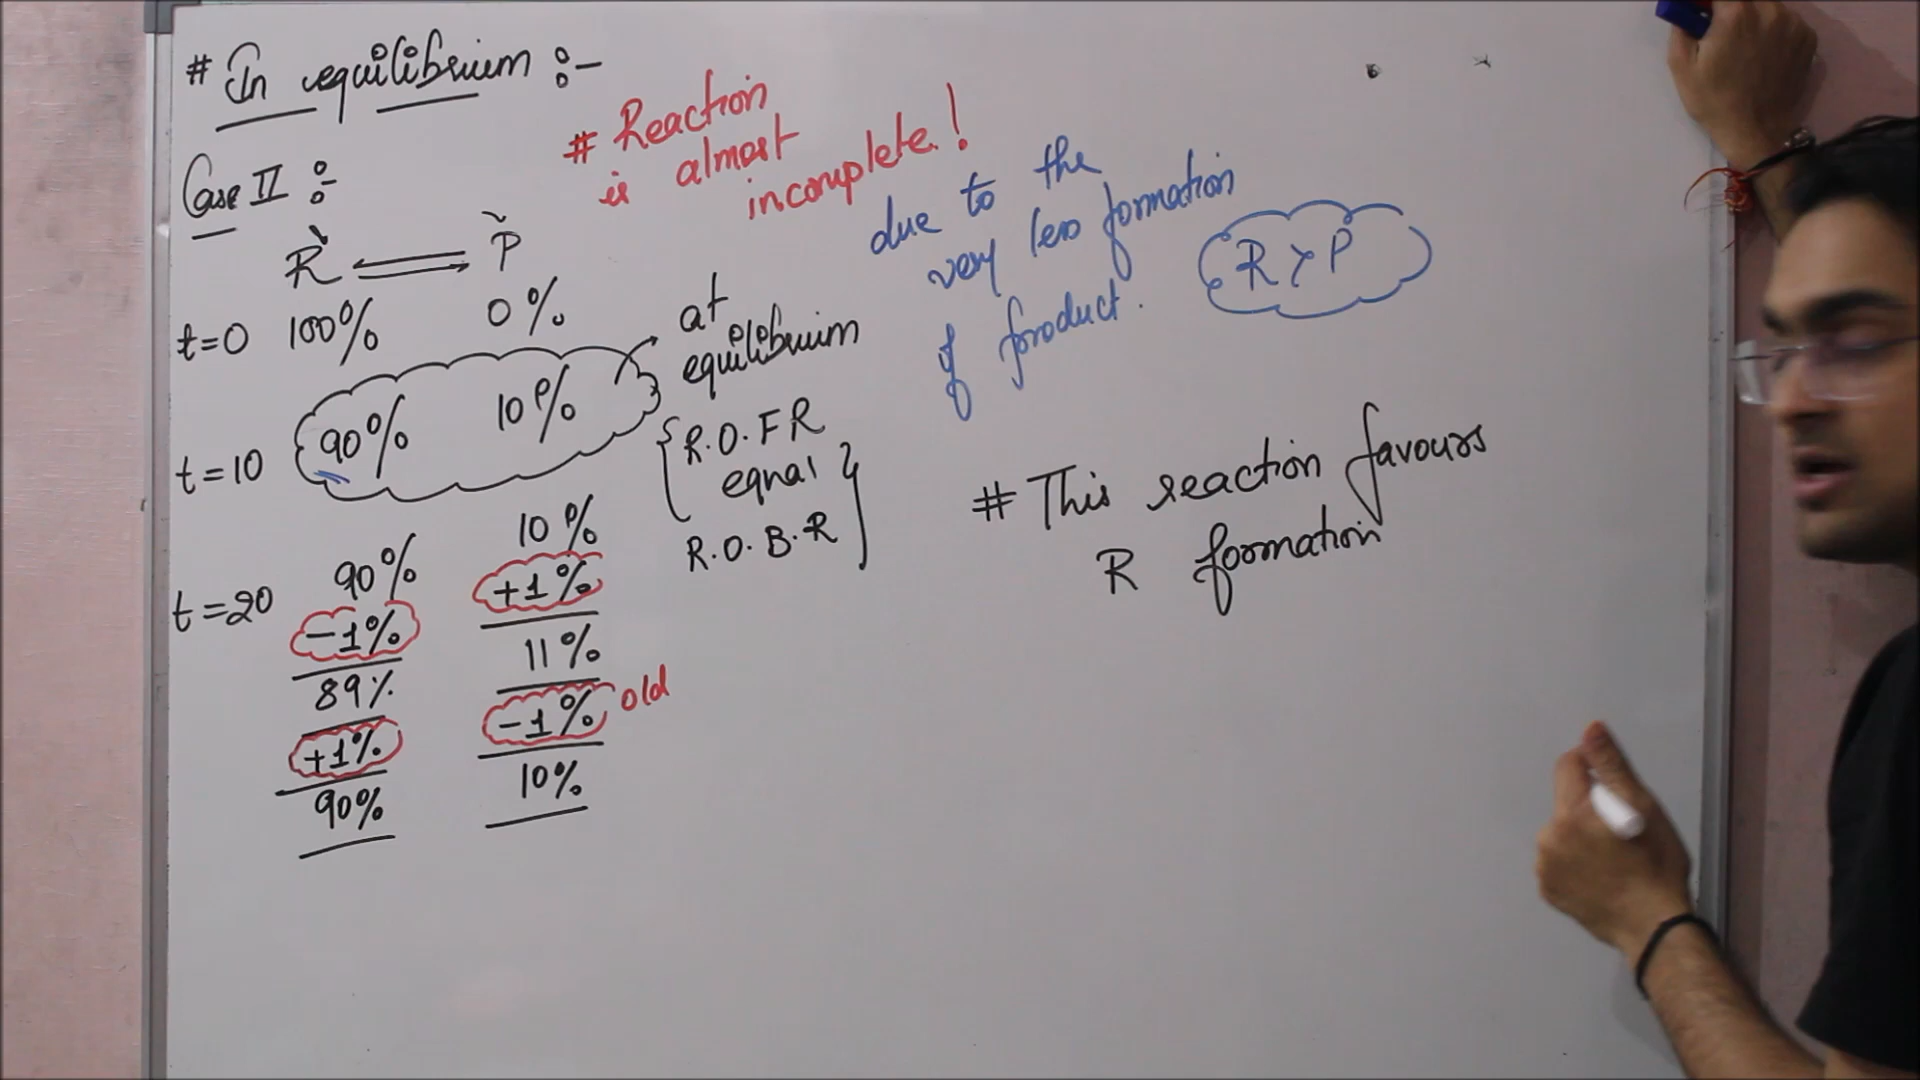 # In equilibrium :-
# Reaction
is almost
incomplete !
due to the
very less formation
of product.
R > P
Case II :-
R ⇌ P
t=0 100% 0%
at
equilibrium
t=10 90% 10%
{ R.O.F R
equal
R.O.B.R }
# This reaction favours
R formation
t=20 90% 10%
-1% +1%
89% 11%
+1% -1% old
90% 10%